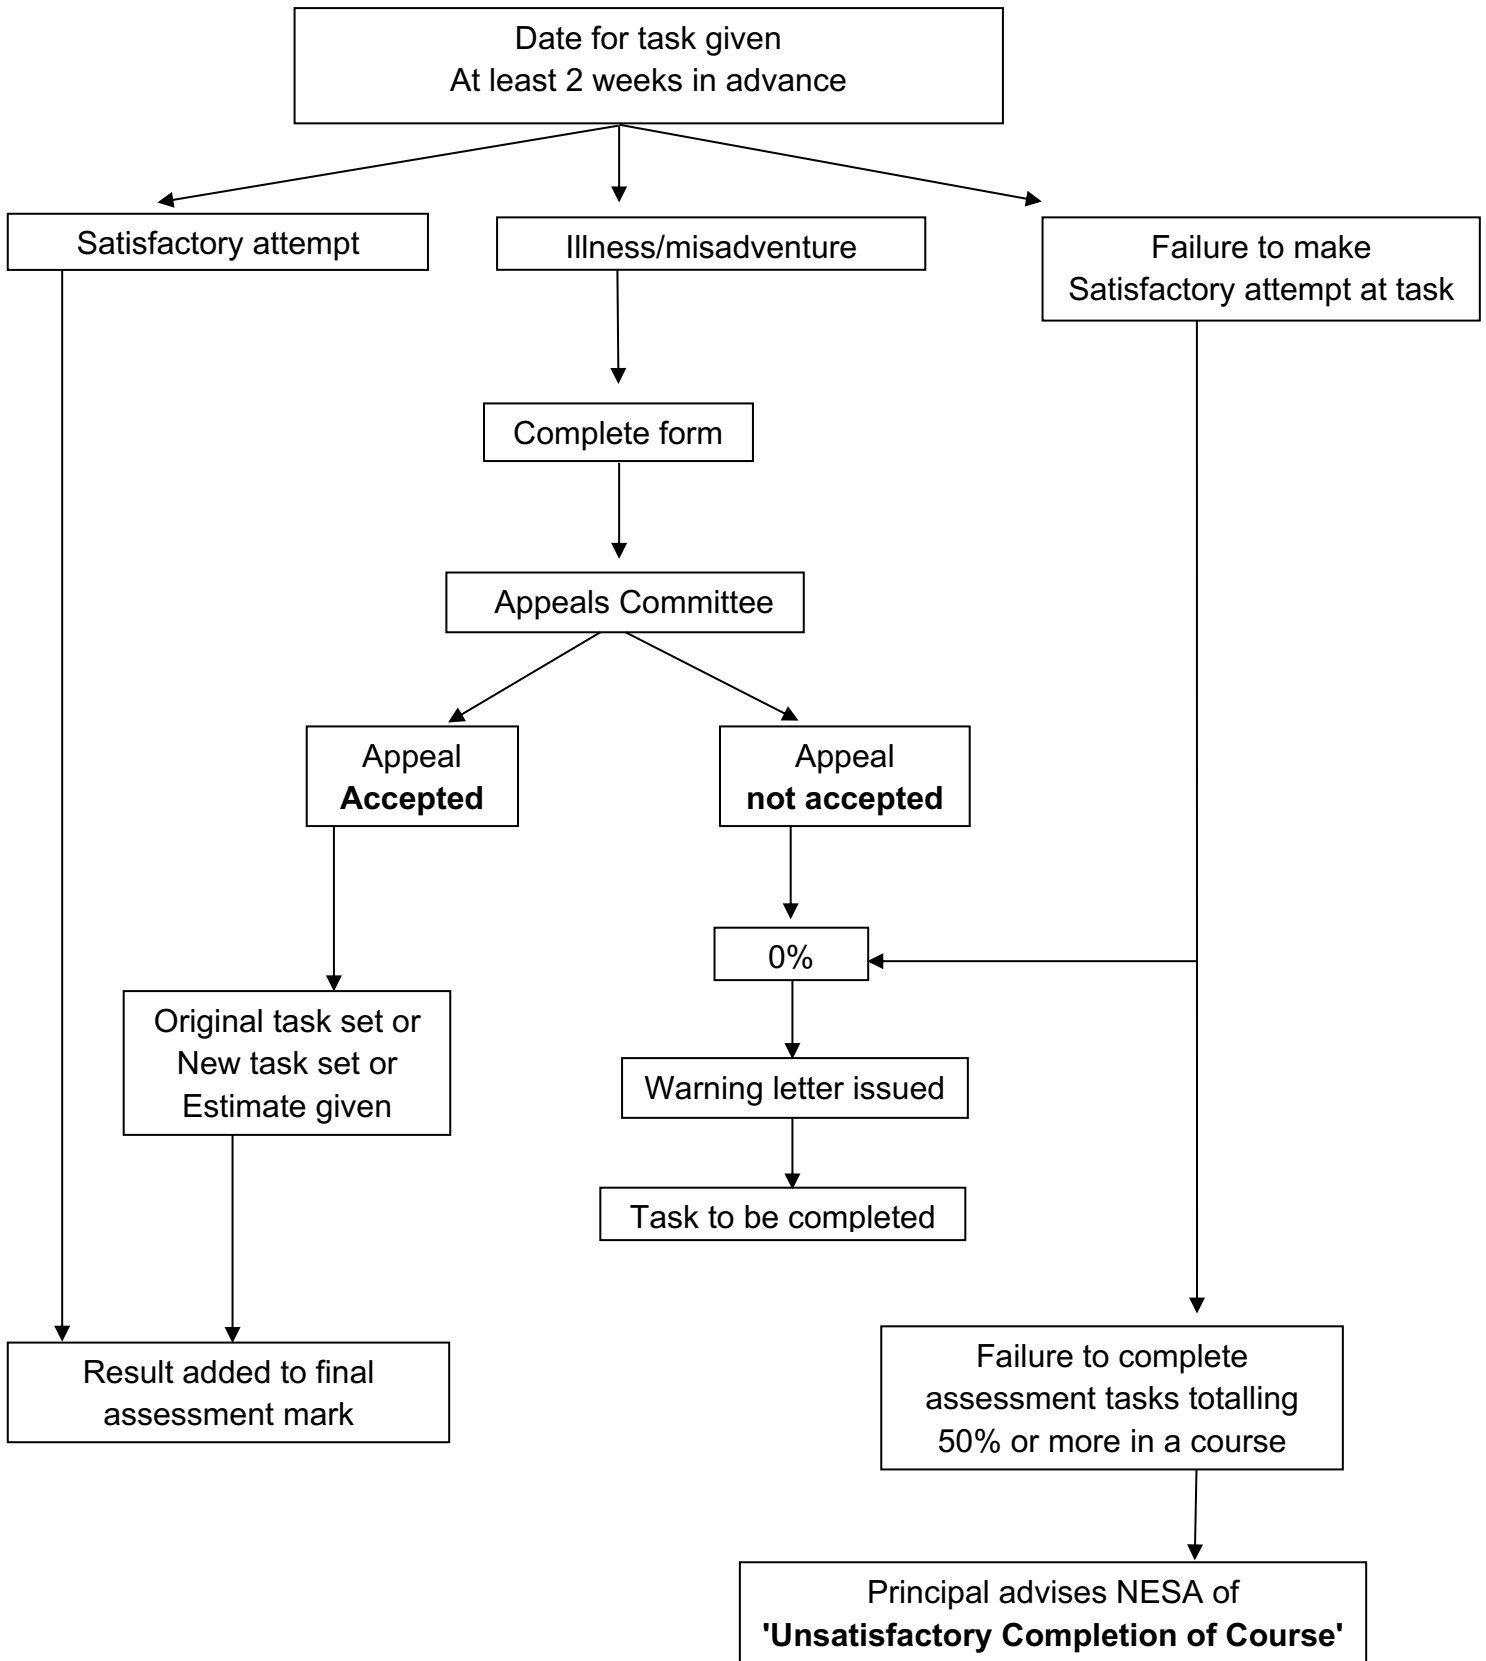 Date for task given
At least 2 weeks in advance
Satisfactory attempt
Illness/misadventure
Failure to make
Satisfactory attempt at task
Complete form
Appeals Committee
Appeal
Accepted
Appeal
not accepted
0%
Original task set or
New task set or
Estimate given
Warning letter issued
Task to be completed
Result added to final
assessment mark
Failure to complete
assessment tasks totalling
50% or more in a course
Principal advises NESA of
'Unsatisfactory Completion of Course'